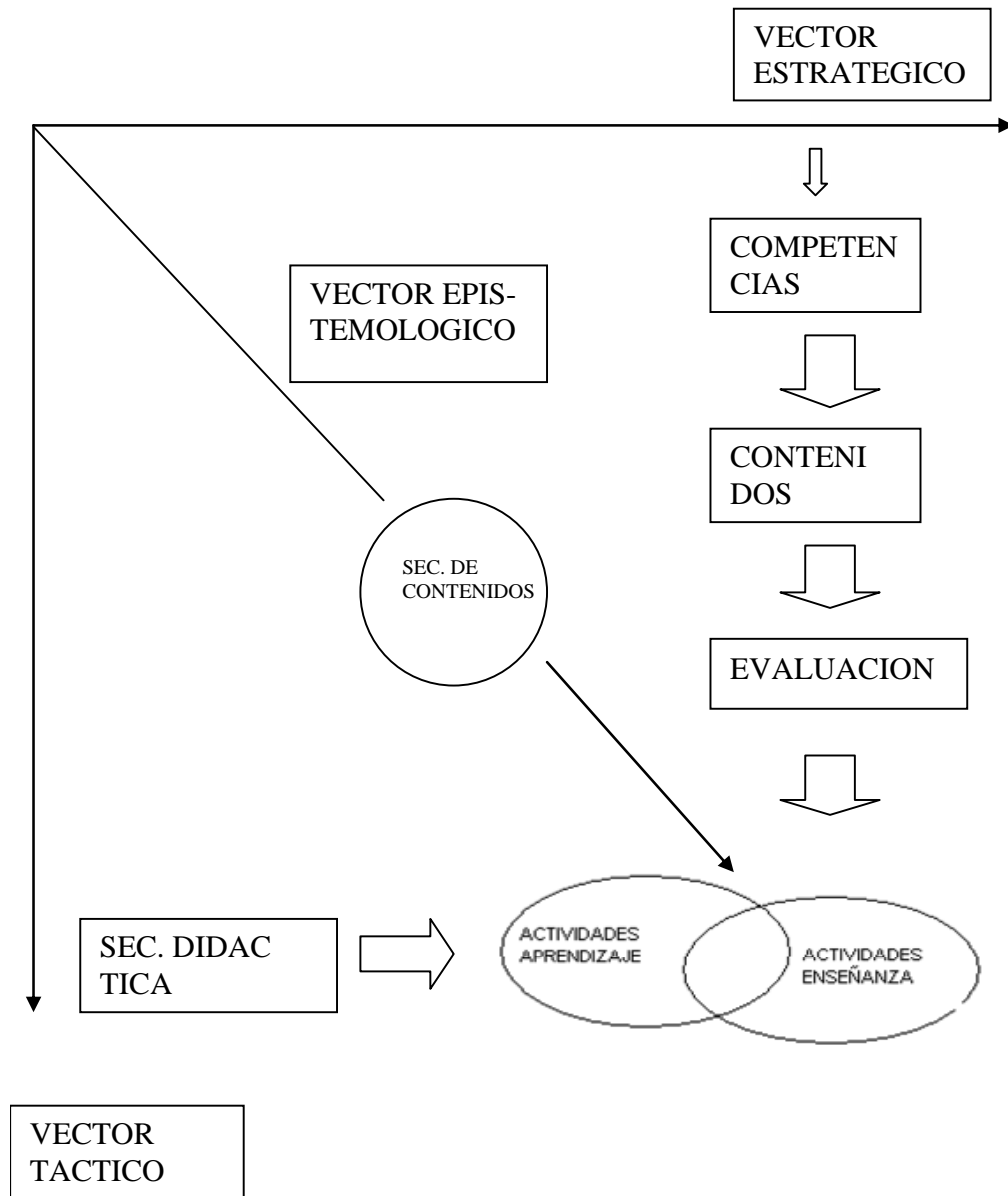 VECTOR
ESTRATEGICO
COMPETEN
CIAS
VECTOR EPIS-
TEMOLOGICO
CONTENI
DOS
SEC. DE
CONTENIDOS
EVALUACION
SEC. DIDAC
TICA
ACTIVIDADES
APRENDIZAJE
ACTIVIDADES
ENSEÑANZA
VECTOR
TACTICO